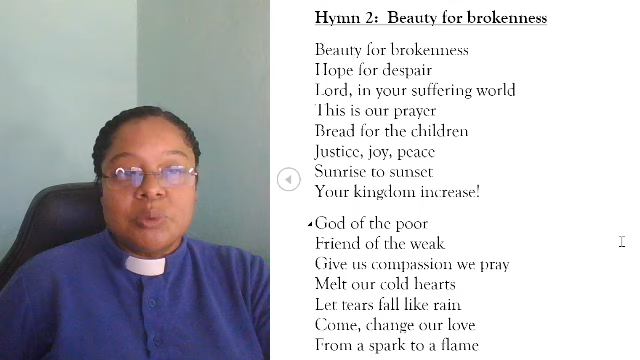 Hymn 2: Beauty for brokenness
Beauty for brokenness
Hope for despair
Lord, in your suffering world
This is our prayer
Bread for the children
Justice, joy, peace
Sunrise to sunset
Your kingdom increase!
God of the poor
Friend of the weak
Give us compassion we pray
Melt our cold hearts
Let tears fall like rain
Come, change our love
From a spark to a flame